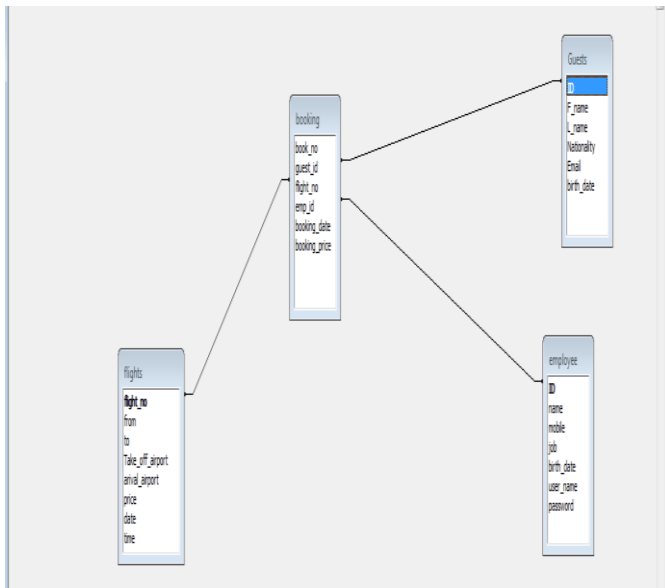 Guests
ID
F_name
L_name
Nationality
Email
birth_date
booking
book_no
guest_id
flight_no
emp_id
booking_date
booking_price
flights
flight_no
from
to
Take_off_airport
arival_airport
price
date
time
employee
ID
name
mobile
job
birth_date
user_name
password